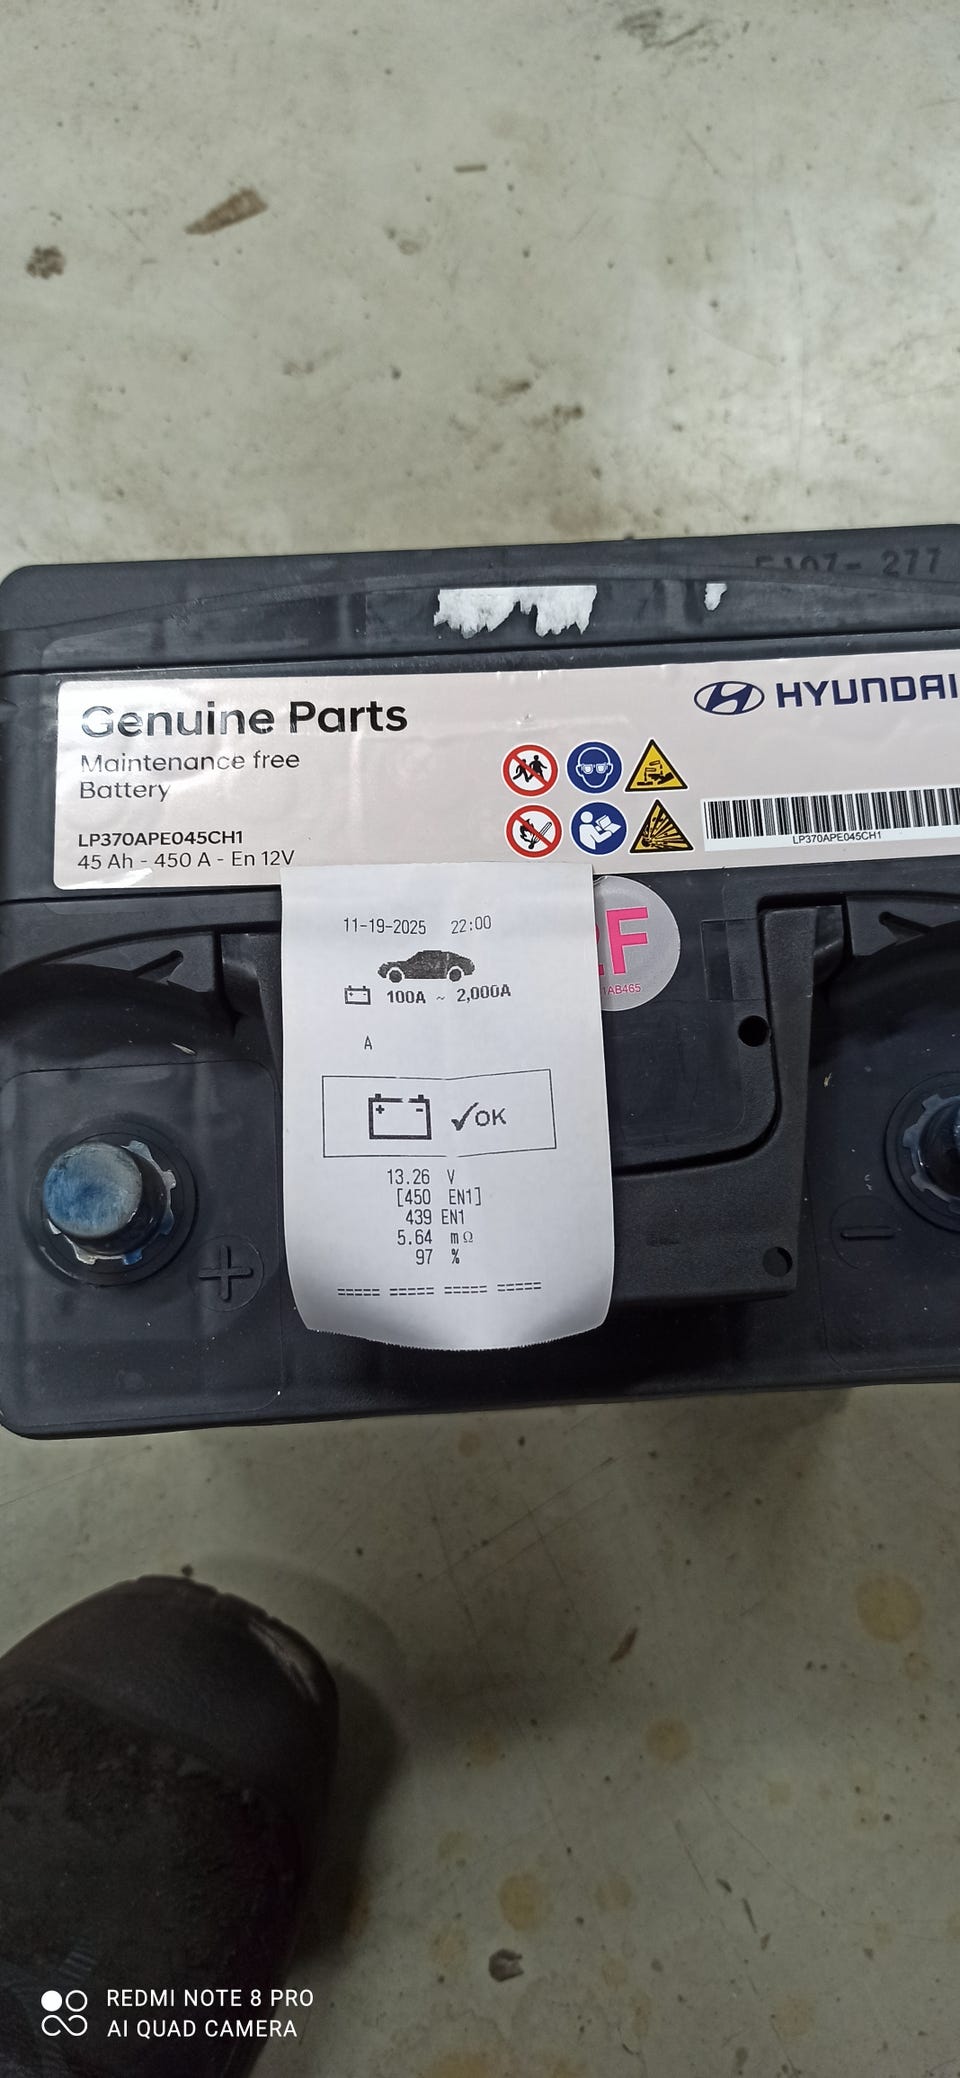 277
Genuine Parts
HYUNDAI
Maintenance free
Battery
LP370APE045CH1
45 Ah - 450 A - En 12V
LP370APE045CH1
F
1AB465
11-19-2025 22:00
100A ~ 2,000A
A
+ - ✓OK
13.26 V
[450 EN1]
439 EN1
5.64 mΩ
97 %
===== ===== ===== =====
+
-
REDMI NOTE 8 PRO
AI QUAD CAMERA